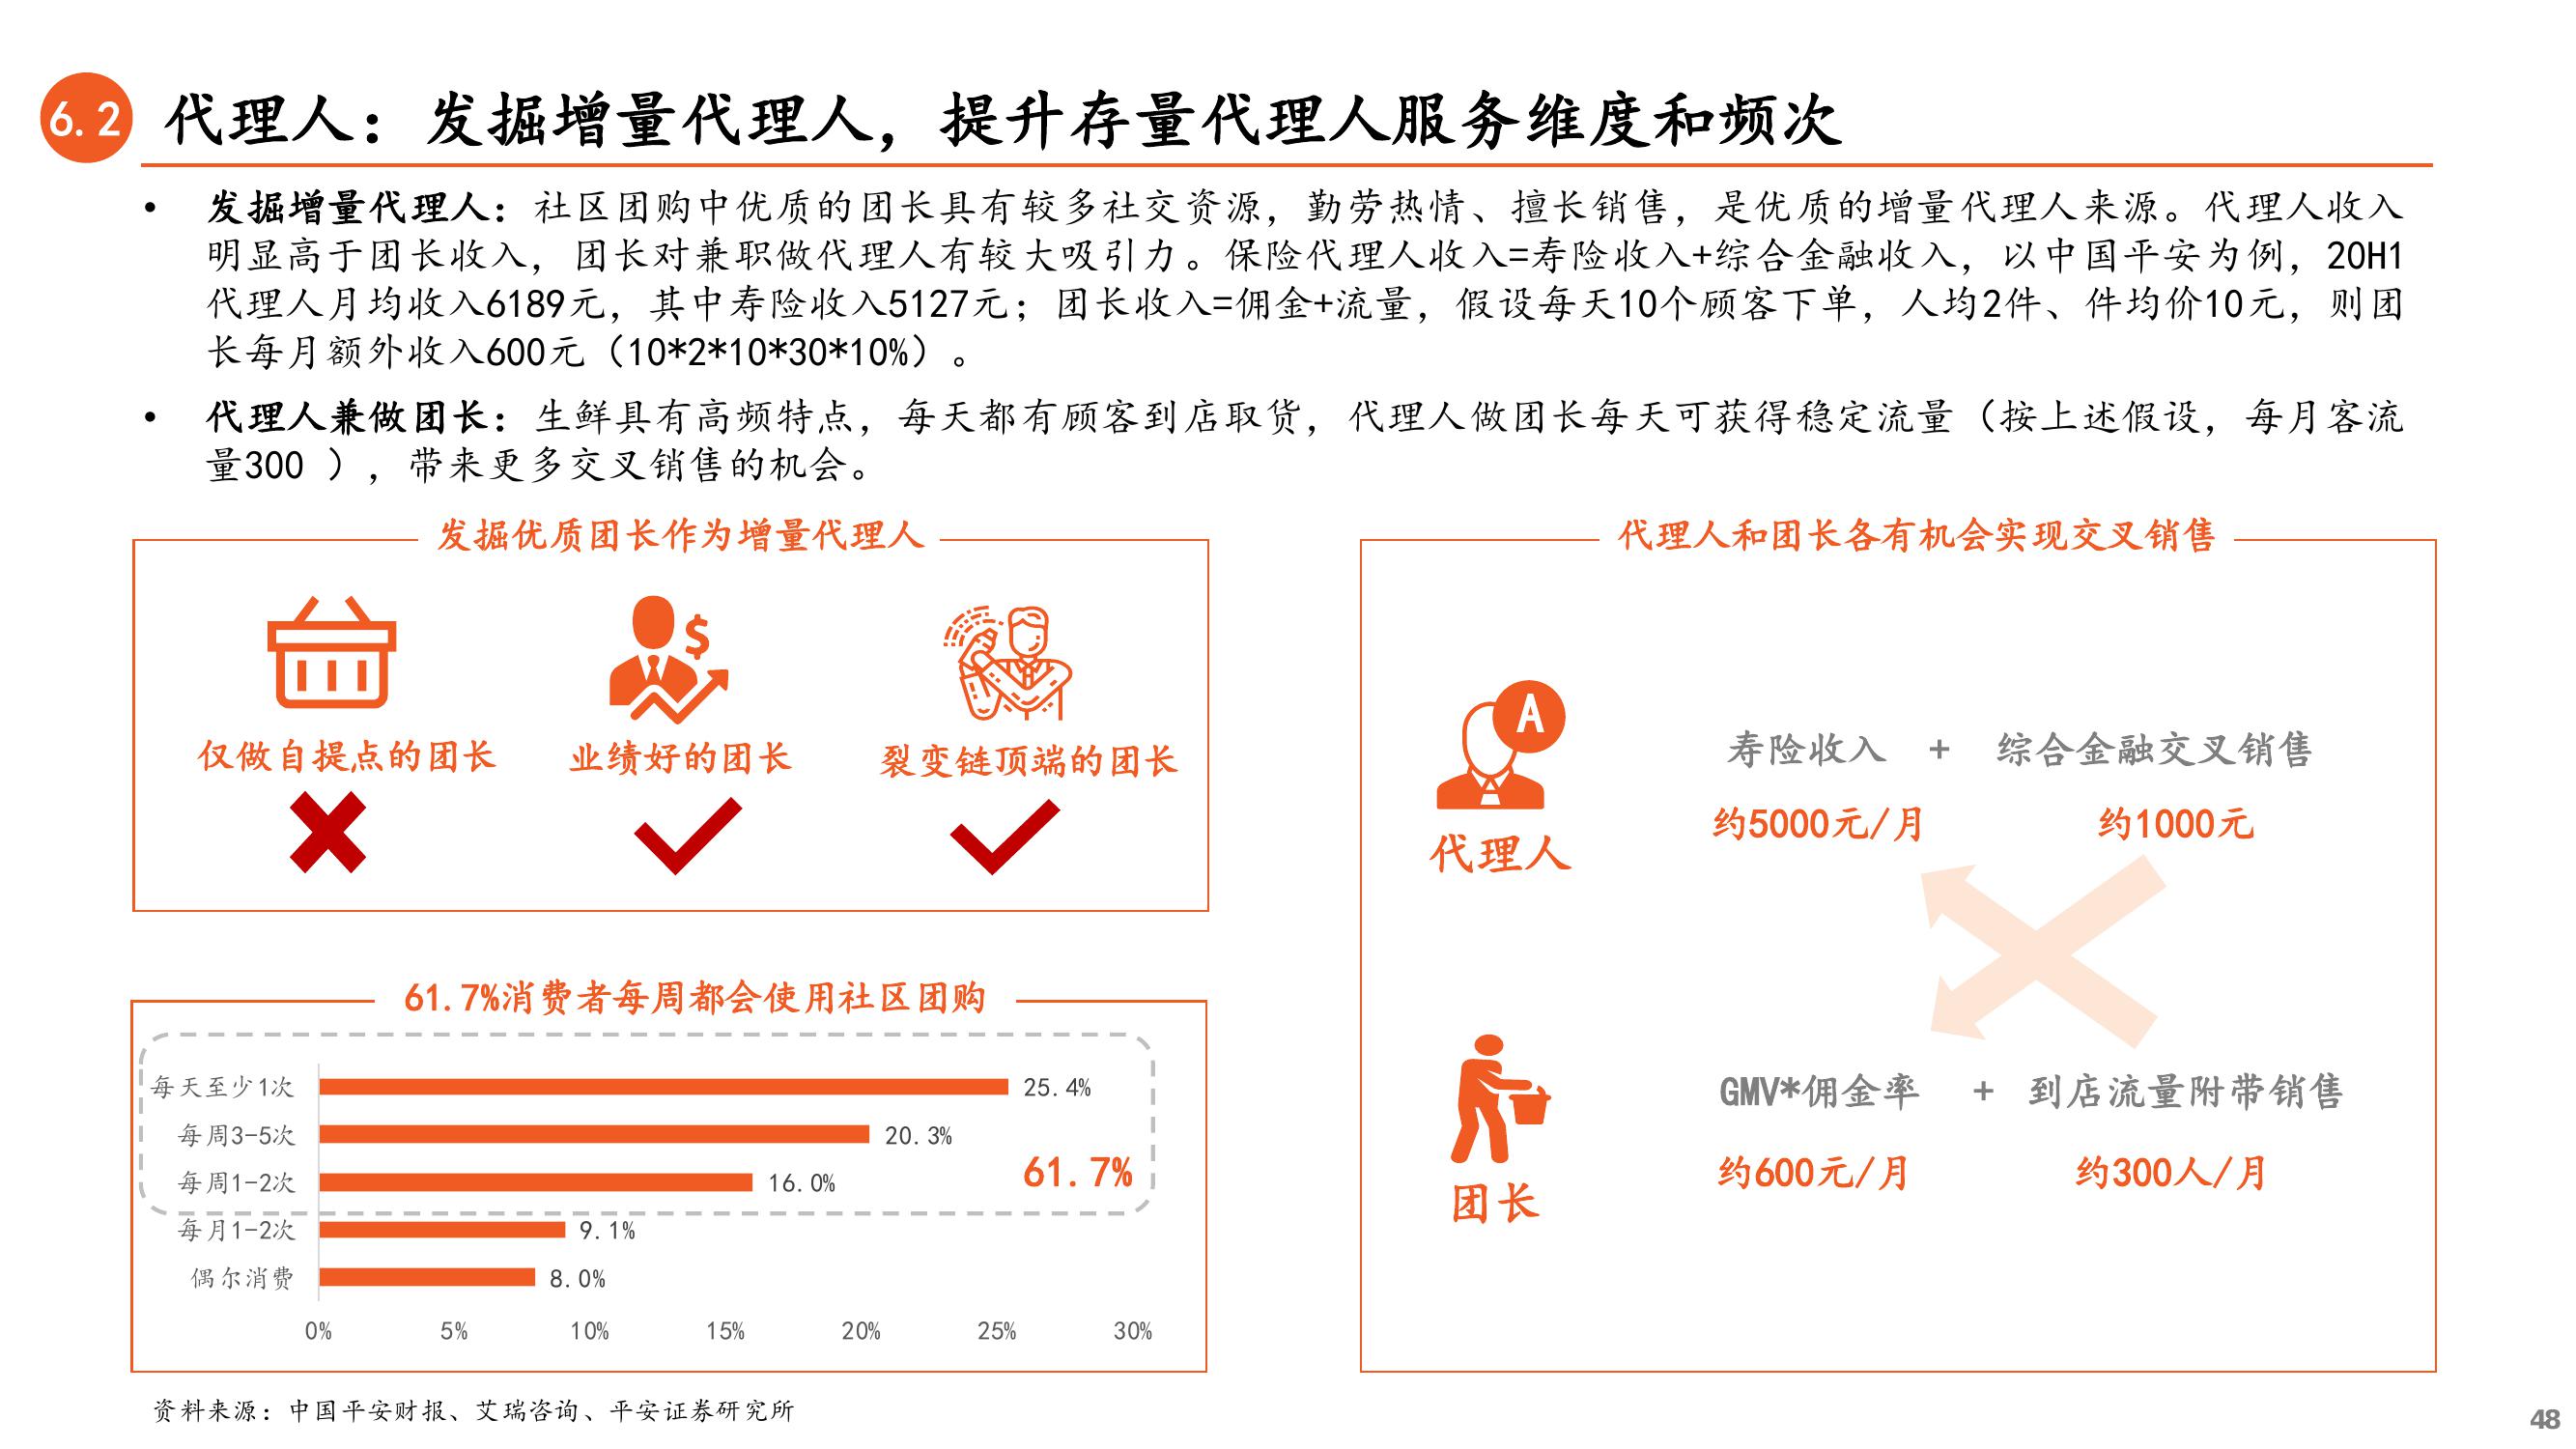 6.2 代理人：发掘增量代理人，提升存量代理人服务维度和频次
• 发掘增量代理人：社区团购中优质的团长具有较多社交资源，勤劳热情、擅长销售，是优质的增量代理人来源。代理人收入
明显高于团长收入，团长对兼职做代理人有较大吸引力。保险代理人收入=寿险收入+综合金融收入，以中国平安为例，20H1
代理人月均收入6189元，其中寿险收入5127元；团长收入=佣金+流量，假设每天10个顾客下单，人均2件、件均价10元，则团
长每月额外收入600元（10*2*10*30*10%）。
• 代理人兼做团长：生鲜具有高频特点，每天都有顾客到店取货，代理人做团长每天可获得稳定流量（按上述假设，每月客流
量300 ），带来更多交叉销售的机会。
发掘优质团长作为增量代理人
$
仅做自提点的团长
业绩好的团长
裂变链顶端的团长
61.7%消费者每周都会使用社区团购
每天至少1次 25.4%
每周3-5次 20.3%
每周1-2次 16.0%
61.7%
每月1-2次 9.1%
偶尔消费 8.0%
0% 5% 10% 15% 20% 25% 30%
代理人和团长各有机会实现交叉销售
A
代理人
寿险收入 + 综合金融交叉销售
约5000元/月 约1000元
团长
GMV*佣金率 + 到店流量附带销售
约600元/月 约300人/月
资料来源：中国平安财报、艾瑞咨询、平安证券研究所
48